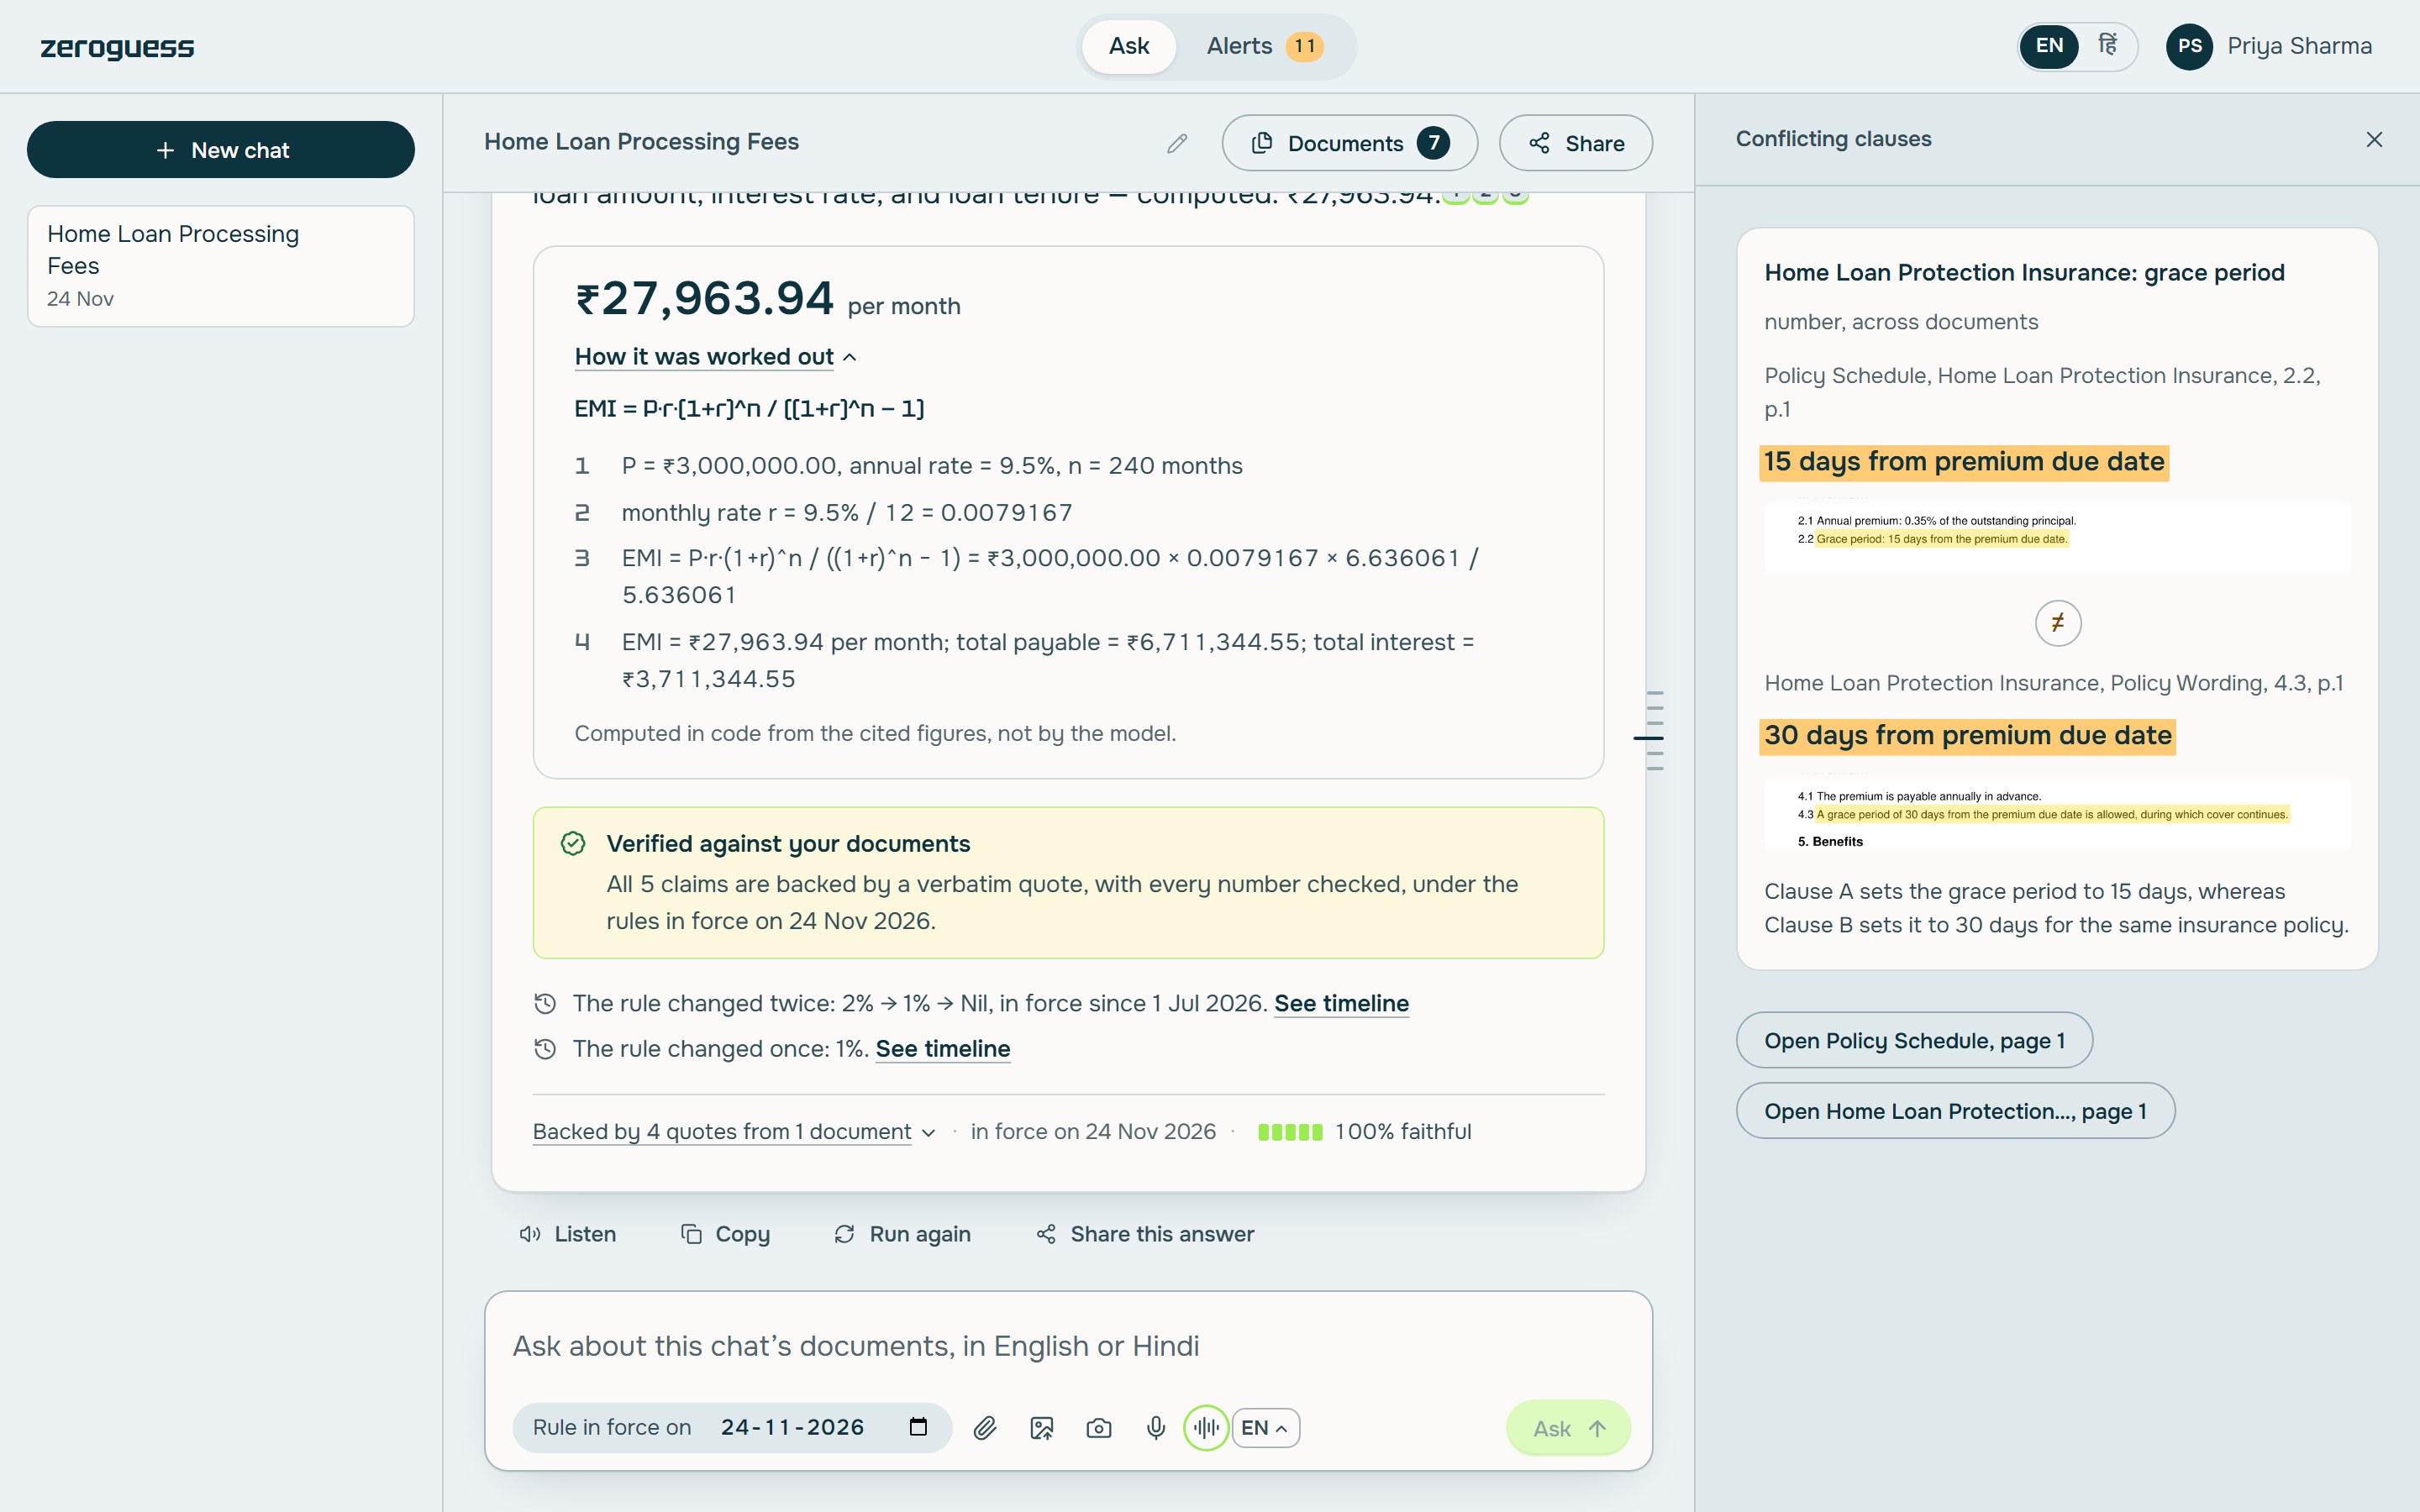 zeroguess
Ask
Alerts 11
EN
हिं
PS Priya Sharma
+ New chat
Home Loan Processing
Fees
24 Nov
Home Loan Processing Fees
Documents 7
Share
loan amount, interest rate, and loan tenure — computed: ₹27,963.94.
₹27,963.94 per month
How it was worked out
EMI = P·r·(1+r)^n / ((1+r)^n − 1)
1 P = ₹3,000,000.00, annual rate = 9.5%, n = 240 months
2 monthly rate r = 9.5% / 12 = 0.0079167
3 EMI = P·r·(1+r)^n / ((1+r)^n - 1) = ₹3,000,000.00 × 0.0079167 × 6.636061 /
5.636061
4 EMI = ₹27,963.94 per month; total payable = ₹6,711,344.55; total interest =
₹3,711,344.55
Computed in code from the cited figures, not by the model.
Verified against your documents
All 5 claims are backed by a verbatim quote, with every number checked, under the
rules in force on 24 Nov 2026.
The rule changed twice: 2% → 1% → Nil, in force since 1 Jul 2026. See timeline
The rule changed once: 1%. See timeline
Backed by 4 quotes from 1 document · in force on 24 Nov 2026 · 100% faithful
Listen
Copy
Run again
Share this answer
Ask about this chat’s documents, in English or Hindi
Rule in force on 24-11-2026
EN
Ask
Conflicting clauses
Home Loan Protection Insurance: grace period
number, across documents
Policy Schedule, Home Loan Protection Insurance, 2.2,
p.1
15 days from premium due date
2.1 Annual premium: 0.35% of the outstanding principal.
2.2 Grace period: 15 days from the premium due date.
≠
Home Loan Protection Insurance, Policy Wording, 4.3, p.1
30 days from premium due date
4.1 The premium is payable annually in advance.
4.3 A grace period of 30 days from the premium due date is allowed, during which cover continues.
5. Benefits
Clause A sets the grace period to 15 days, whereas
Clause B sets it to 30 days for the same insurance policy.
Open Policy Schedule, page 1
Open Home Loan Protection..., page 1